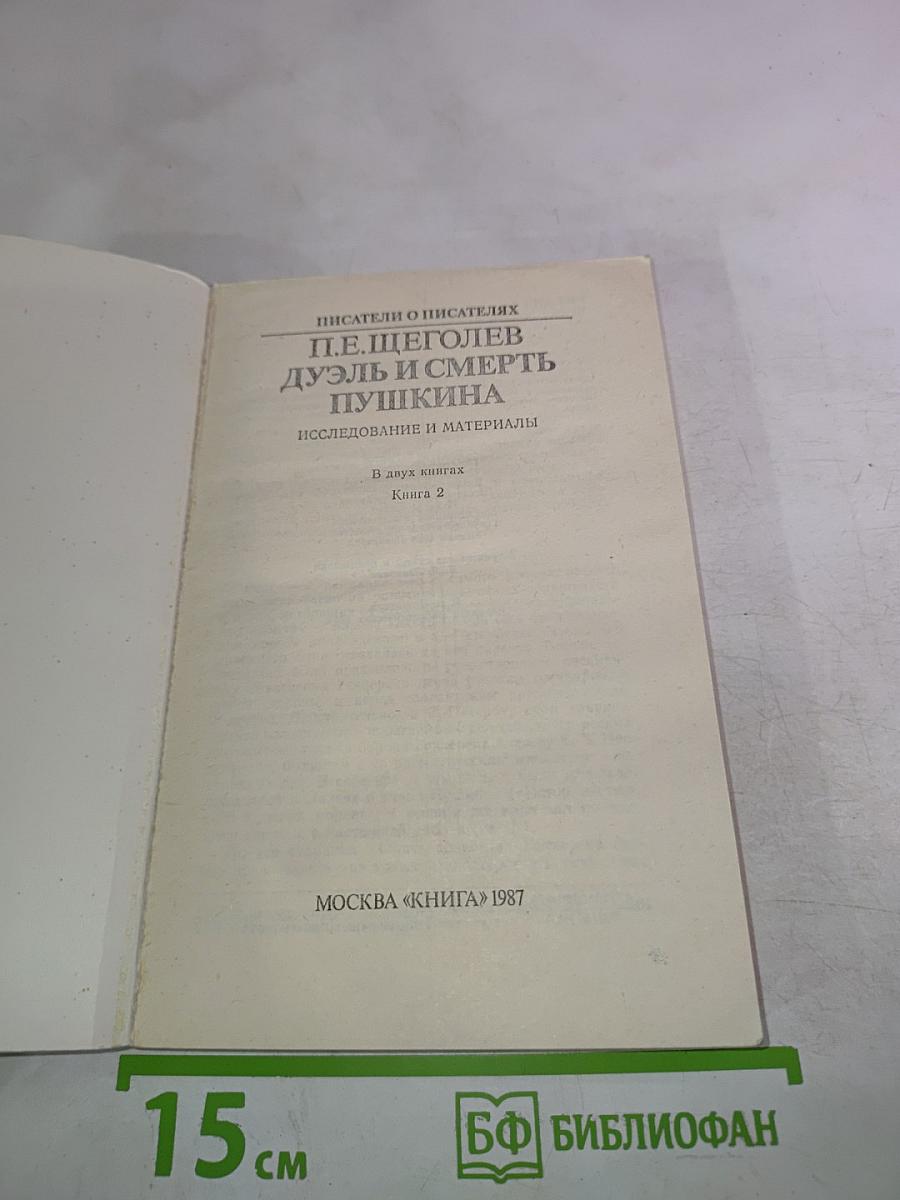 ПИСАТЕЛИ О ПИСАТЕЛЯХ
П.Е.ЩЕГОЛЕВ
ДУЭЛЬ И СМЕРТЬ
ПУШКИНА
ИССЛЕДОВАНИЕ И МАТЕРИАЛЫ
В двух книгах
Книга 2
МОСКВА «КНИГА» 1987
15 см
БФ БИБЛИОФАН